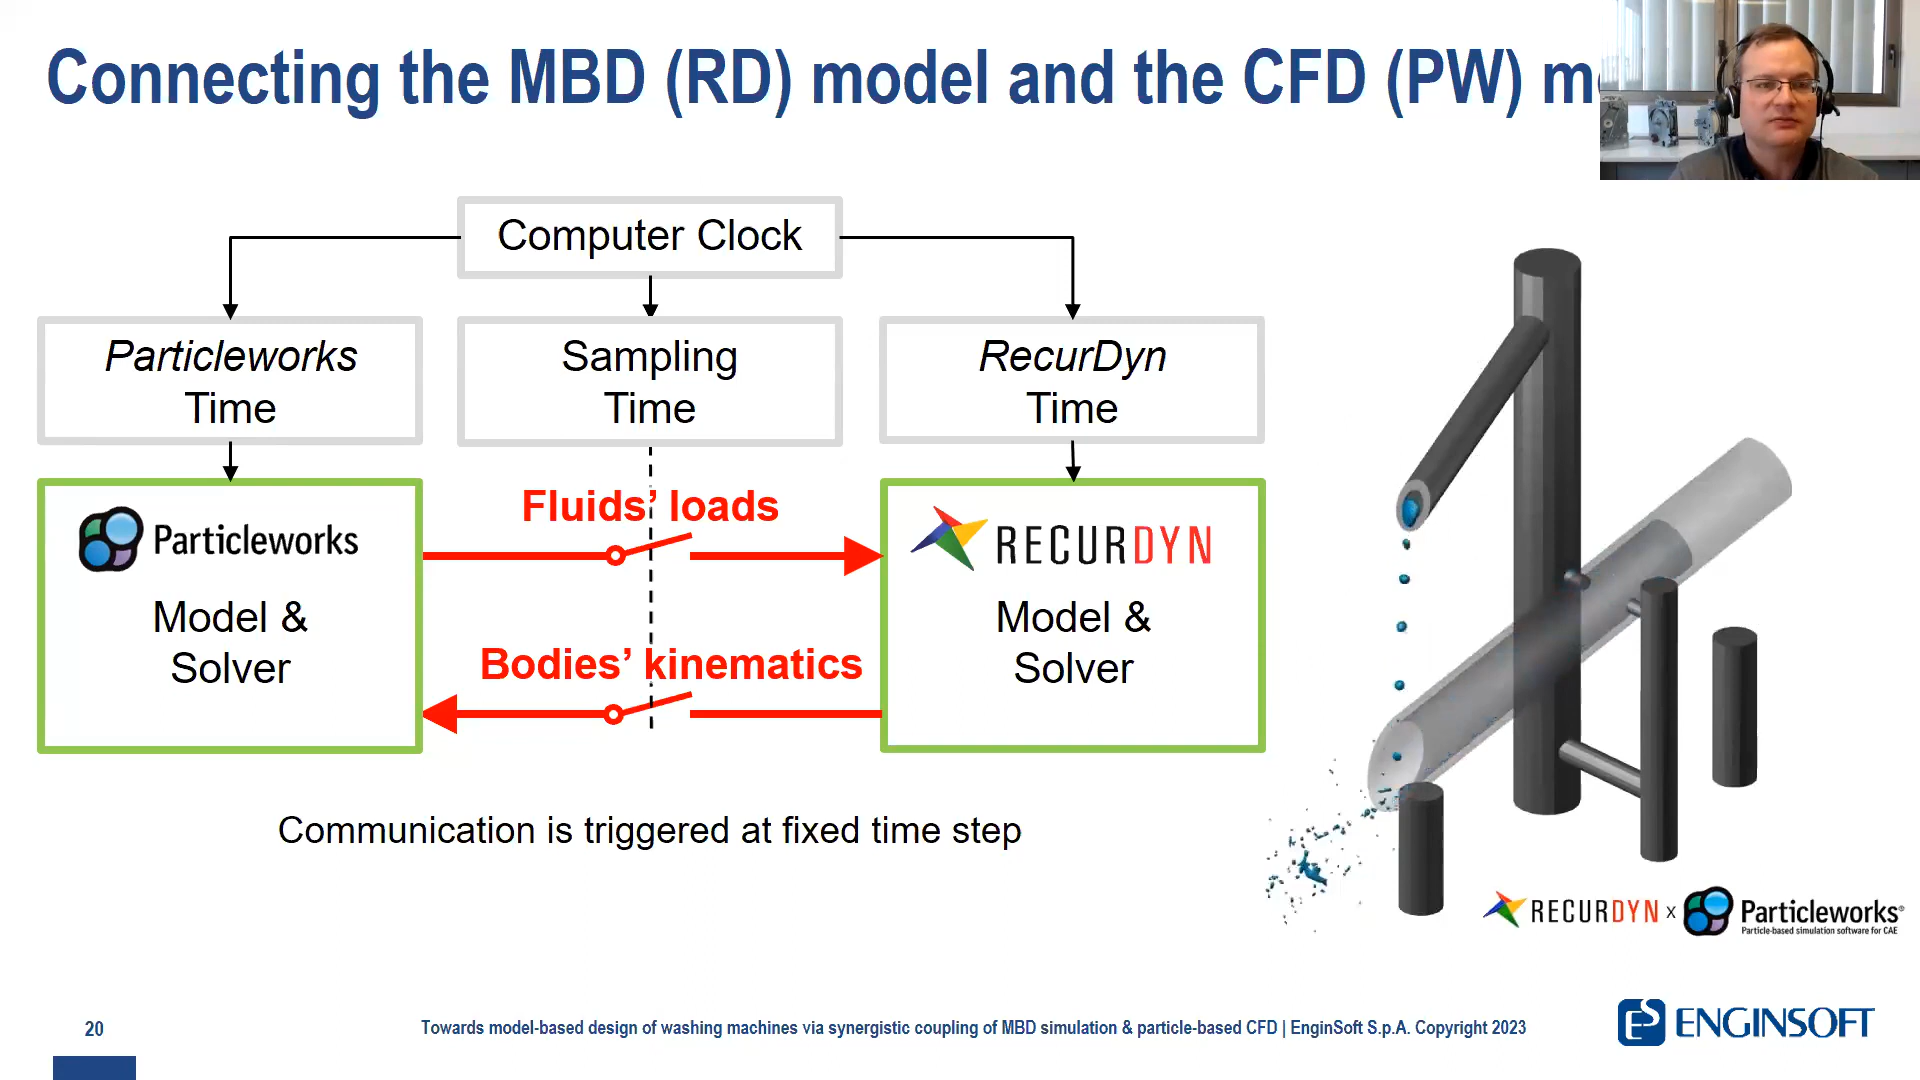 Connecting the MBD (RD) model and the CFD (PW)
Computer Clock
Particleworks
Time
Sampling
Time
RecurDyn
Time
Fluids’ loads
Particleworks
RECURDYN
Model &
Solver
Model &
Solver
Bodies’ kinematics
Communication is triggered at fixed time step
RECURDYN x Particleworks®
Particle-based simulation software for CAE
20
Towards model-based design of washing machines via synergistic coupling of MBD simulation & particle-based CFD | EnginSoft S.p.A. Copyright 2023
ES ENGINSOFT